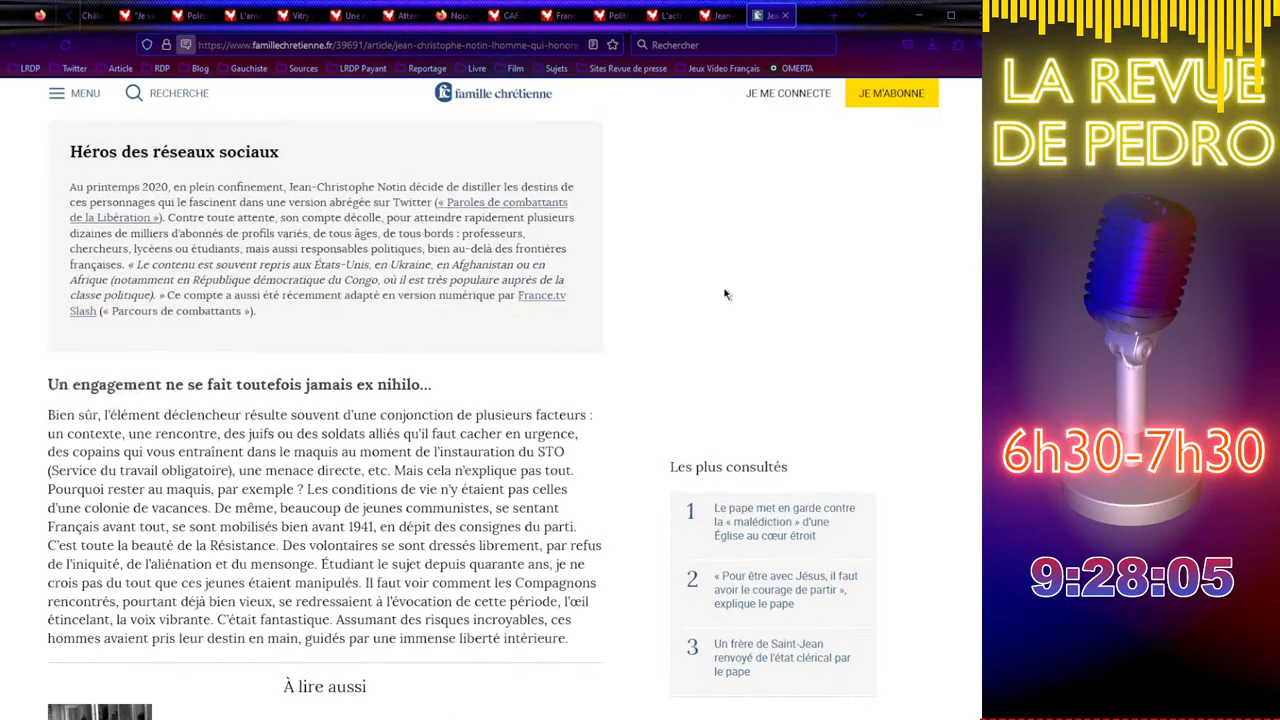 Châ
"Je v
Polé
L'am
Vitry
Une n
Atten
Nou
CAF
Franc
Polit
L'act
Jean-
Jea
https://www.famillechretienne.fr/39691/article/jean-christophe-notin-lhomme-qui-honore
Rechercher
LRDP
Twitter
Article
RDP
Blog
Gauchiste
Sources
LRDP Payant
Reportage
Livre
Film
Sujets
Sites Revue de presse
Jeux Video Français
OMERTA
MENU
RECHERCHE
fc famille chrétienne
JE ME CONNECTE
JE M'ABONNE
Héros des réseaux sociaux
Au printemps 2020, en plein confinement, Jean-Christophe Notin décide de distiller les destins de
ces personnages qui le fascinent dans une version abrégée sur Twitter (« Paroles de combattants
de la Libération »). Contre toute attente, son compte décolle, pour atteindre rapidement plusieurs
dizaines de milliers d'abonnés de profils variés, de tous âges, de tous bords : professeurs,
chercheurs, lycéens ou étudiants, mais aussi responsables politiques, bien au-delà des frontières
françaises. « Le contenu est souvent repris aux États-Unis, en Ukraine, en Afghanistan ou en
Afrique (notamment en République démocratique du Congo, où il est très populaire auprès de la
classe politique). » Ce compte a aussi été récemment adapté en version numérique par France.tv
Slash (« Parcours de combattants »).
Un engagement ne se fait toutefois jamais ex nihilo…
Bien sûr, l'élément déclencheur résulte souvent d'une conjonction de plusieurs facteurs :
un contexte, une rencontre, des juifs ou des soldats alliés qu'il faut cacher en urgence,
des copains qui vous entraînent dans le maquis au moment de l'instauration du STO
(Service du travail obligatoire), une menace directe, etc. Mais cela n'explique pas tout.
Pourquoi rester au maquis, par exemple ? Les conditions de vie n'y étaient pas celles
d'une colonie de vacances. De même, beaucoup de jeunes communistes, se sentant
Français avant tout, se sont mobilisés bien avant 1941, en dépit des consignes du parti.
C'est toute la beauté de la Résistance. Des volontaires se sont dressés librement, par refus
de l'iniquité, de l'aliénation et du mensonge. Étudiant le sujet depuis quarante ans, je ne
crois pas du tout que ces jeunes étaient manipulés. Il faut voir comment les Compagnons
rencontrés, pourtant déjà bien vieux, se redressaient à l'évocation de cette période, l'œil
étincelant, la voix vibrante. C'était fantastique. Assumant des risques incroyables, ces
hommes avaient pris leur destin en main, guidés par une immense liberté intérieure.
À lire aussi
Les plus consultés
1
Le pape met en garde contre
la « malédiction » d'une
Église au cœur étroit
2
« Pour être avec Jésus, il faut
avoir le courage de partir »,
explique le pape
3
Un frère de Saint-Jean
renvoyé de l'état clérical par
le pape
LA REVUE
DE PEDRO
6h30-7h30
9:28:05